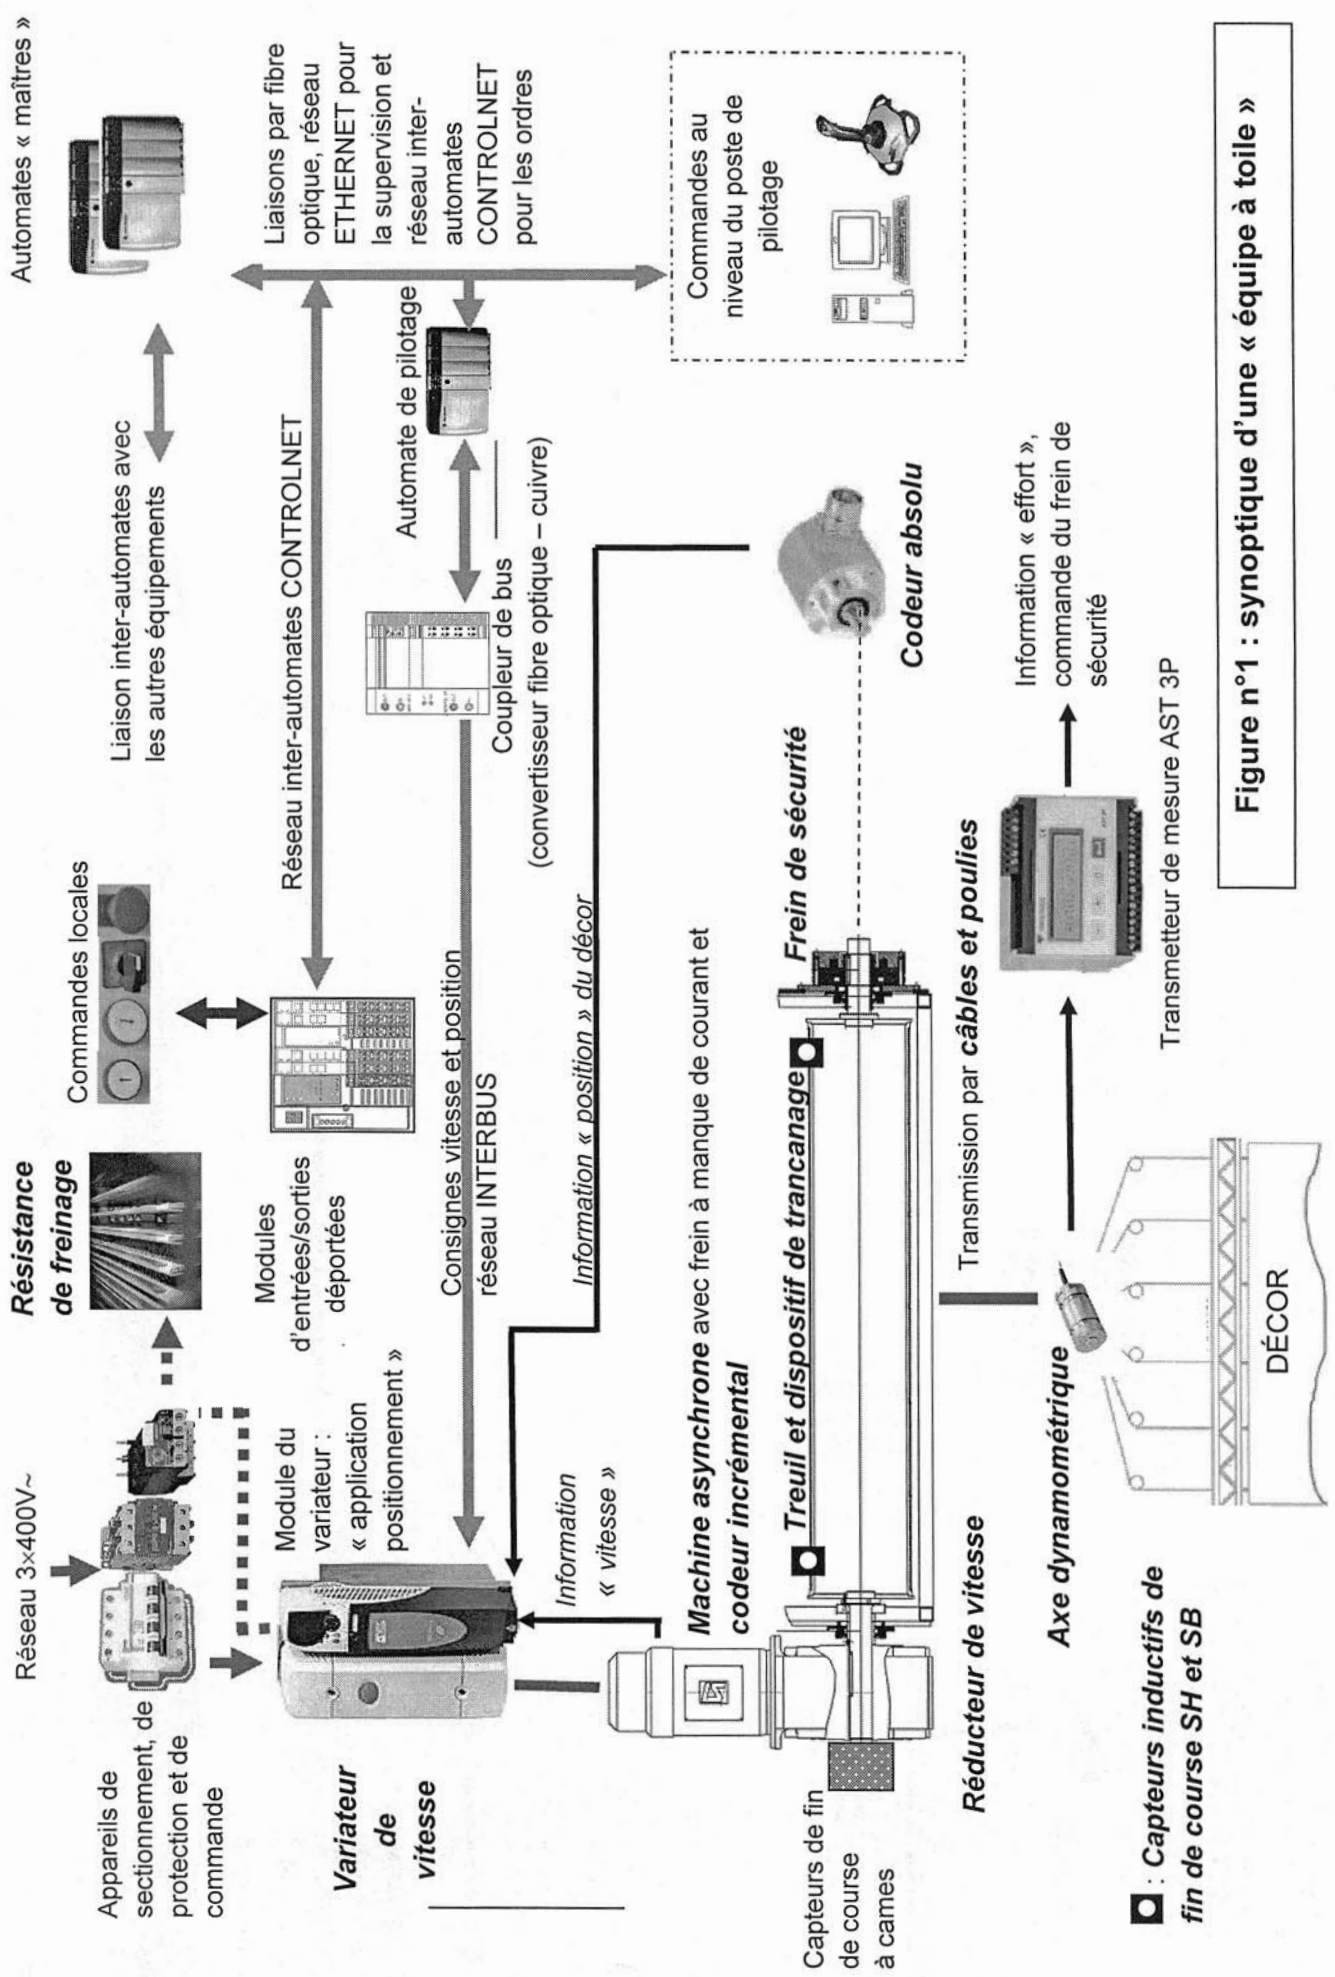 Réseau 3×400V~
Appareils de
sectionnement, de
protection et de
commande
Résistance
de freinage
Commandes locales
Liaison inter-automates avec
les autres équipements
Automates « maîtres »
Variateur
de
vitesse
Module du
variateur :
« application
positionnement »
Modules
d'entrées/sorties
déportées
Réseau inter-automates CONTROLNET
Liaisons par fibre
optique, réseau
ETHERNET pour
la supervision et
réseau inter-
automates
CONTROLNET
pour les ordres
Automate de pilotage
Consignes vitesse et position
réseau INTERBUS
Coupleur de bus
(convertisseur fibre optique – cuivre)
Information
« vitesse »
Information « position » du décor
Commandes au
niveau du poste de
pilotage
Machine asynchrone avec frein à manque de courant et
codeur incrémental
Capteurs de fin
de course
à cames
Treuil et dispositif de trancanage
Frein de sécurité
Codeur absolu
Réducteur de vitesse
Transmission par câbles et poulies
Axe dynamométrique
Information « effort »,
commande du frein de
sécurité
Transmetteur de mesure AST 3P
: Capteurs inductifs de
fin de course SH et SB
DÉCOR
Figure n°1 : synoptique d'une « équipe à toile »